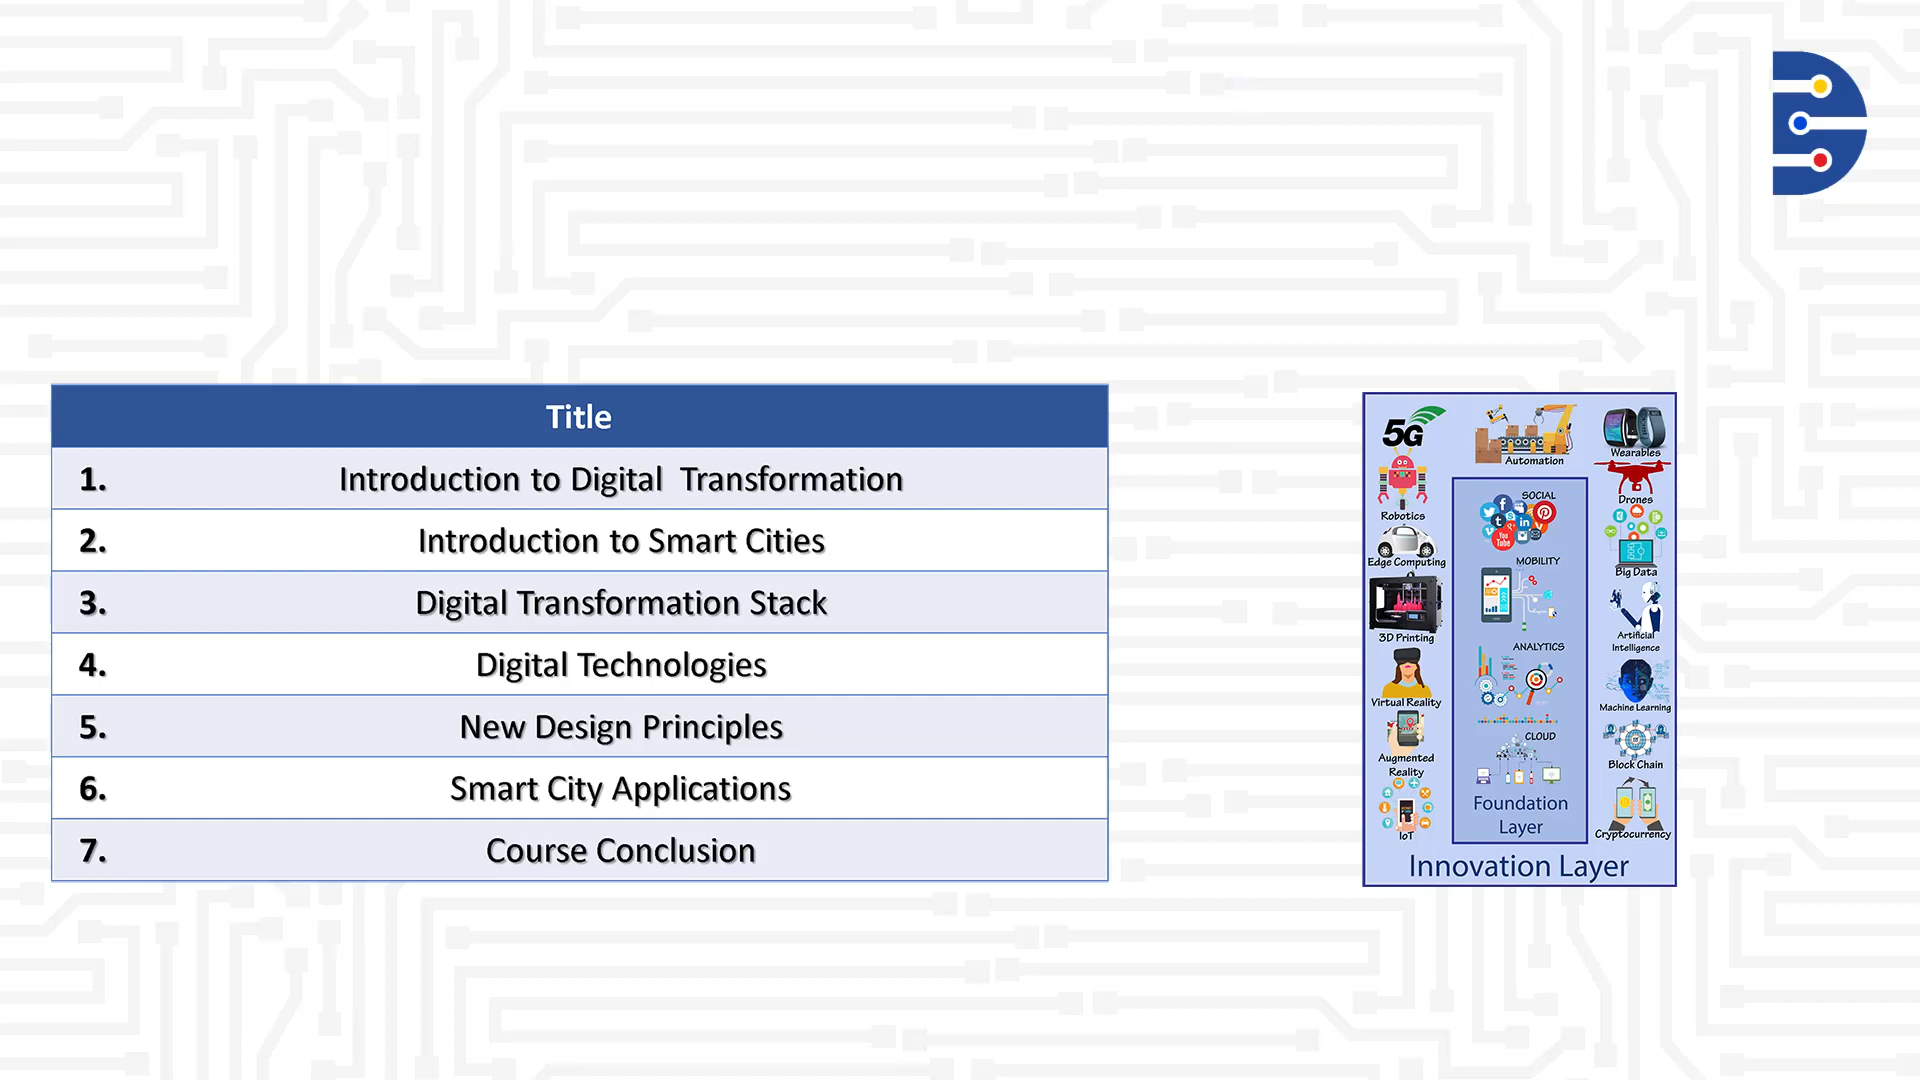 Title
1. Introduction to Digital Transformation
2. Introduction to Smart Cities
3. Digital Transformation Stack
4. Digital Technologies
5. New Design Principles
6. Smart City Applications
7. Course Conclusion
5G
Automation
Wearables
Robotics
Drones
Edge Computing
Big Data
3D Printing
Artificial
Intelligence
Virtual Reality
Machine Learning
Augmented
Reality
Block Chain
IoT
Cryptocurrency
SOCIAL
You
Tube
MOBILITY
ANALYTICS
CLOUD
Foundation
Layer
Innovation Layer